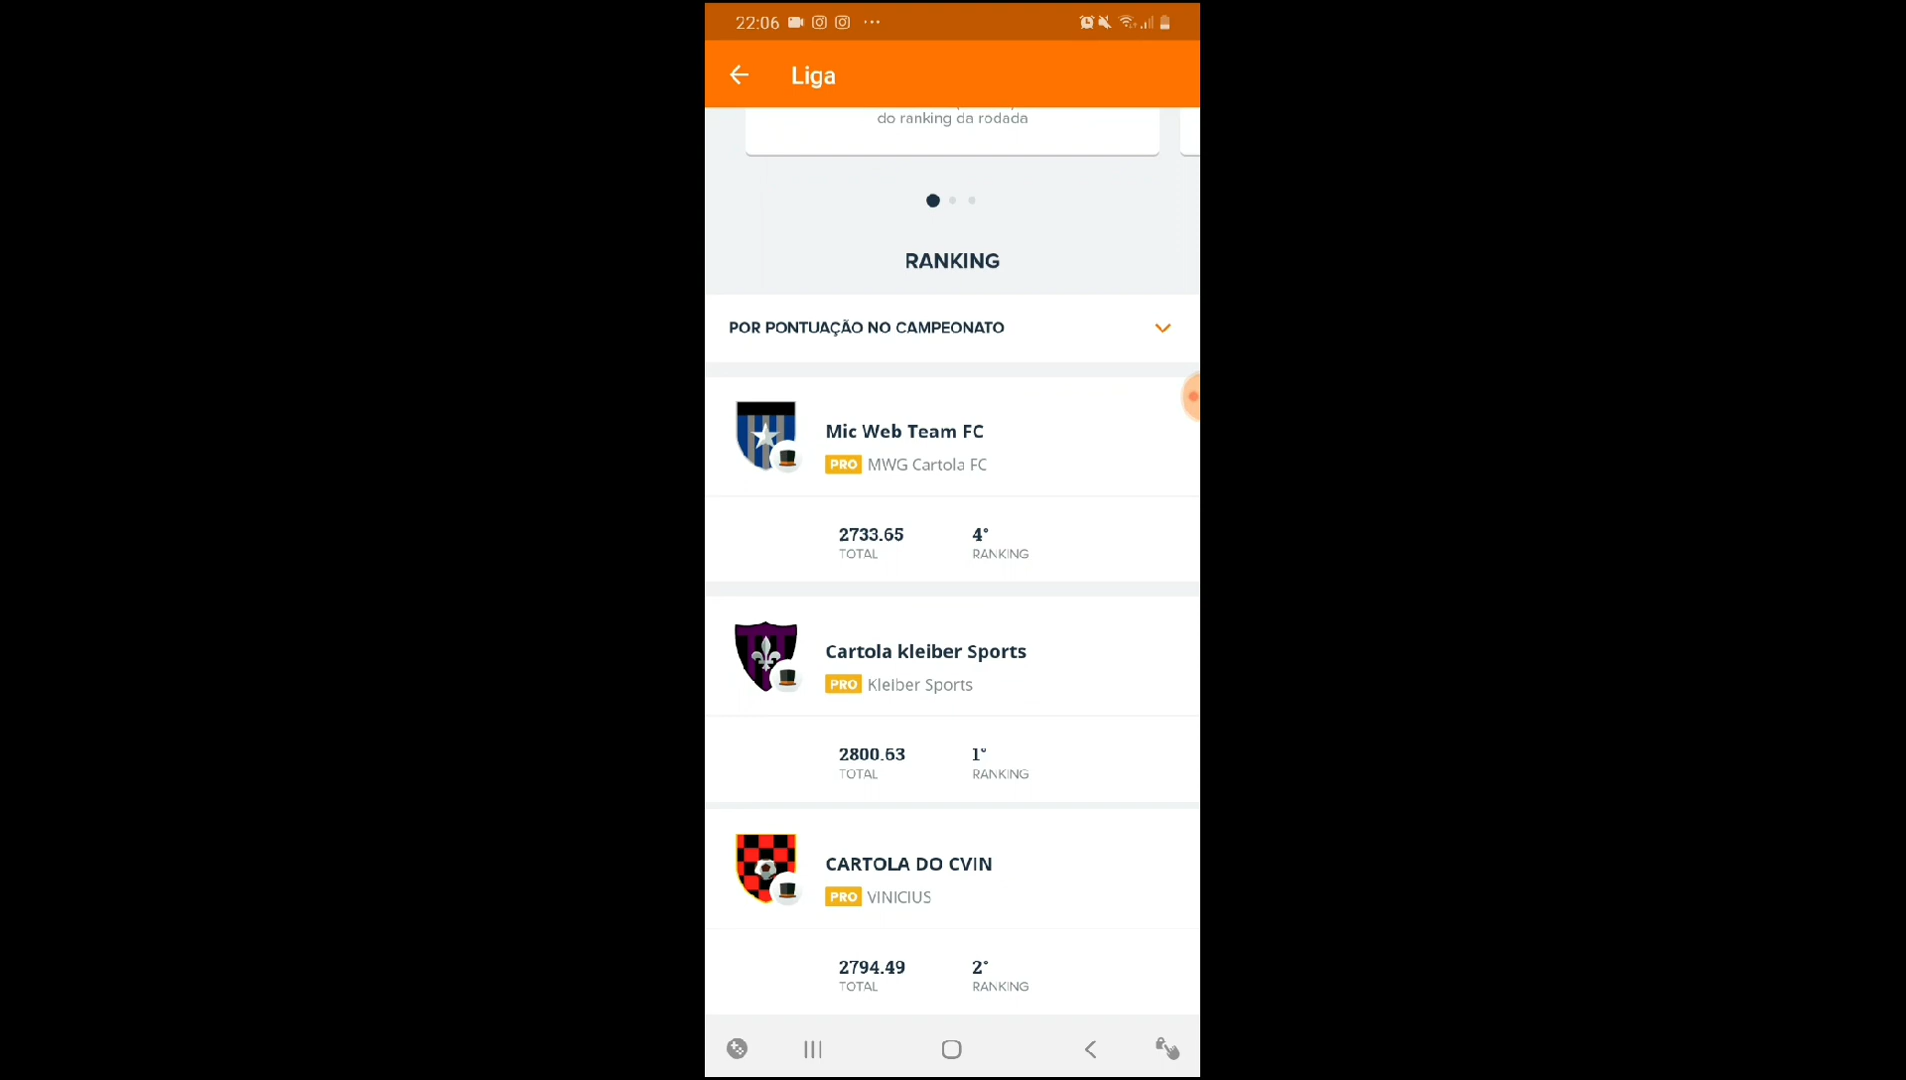 22:06
Liga
do ranking da rodada
RANKING
POR PONTUAÇÃO NO CAMPEONATO
Mic Web Team FC
PRO MWG Cartola FC
2733.65 4°
TOTAL RANKING
Cartola kleiber Sports
PRO Kleiber Sports
2800.63 1°
TOTAL RANKING
CARTOLA DO CVIN
PRO VINICIUS
2794.49 2°
TOTAL RANKING